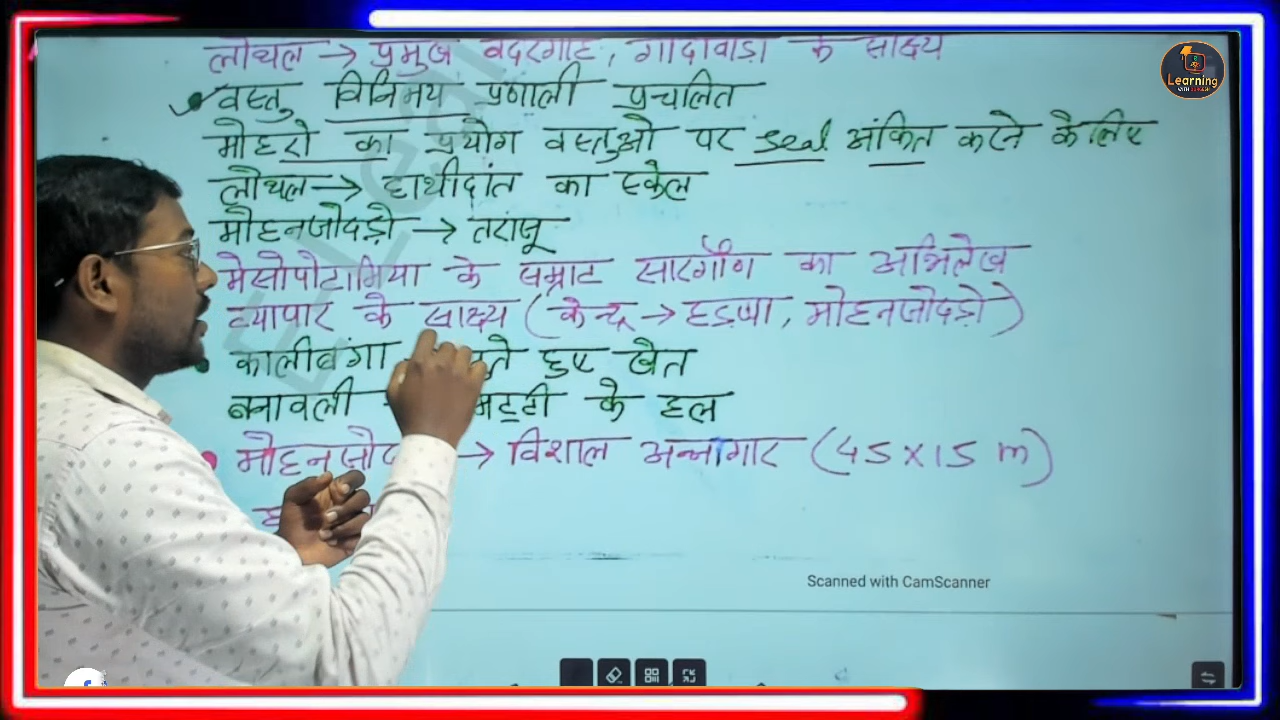 लोथल → प्रमुख बंदरगाह, गोदीवाड़ा के साक्ष्य
वस्तु विनिमय प्रणाली प्रचलित
मोहरो का प्रयोग वस्तुओ पर seal अंकित करने के लिए
लोथल → हाथीदांत का स्केल
मोहनजोदड़ो → तराजू
मेसोपोटामिया के सम्राट सारगौग का अभिलेख
व्यापार के साक्ष्य (केन्द्र → हड़प्पा, मोहनजोदड़ो)
कालीबंगा हुए खेत
बनावली के हल
→ विशाल अन्नागार (45 x 15 m)
Scanned with CamScanner
Learning